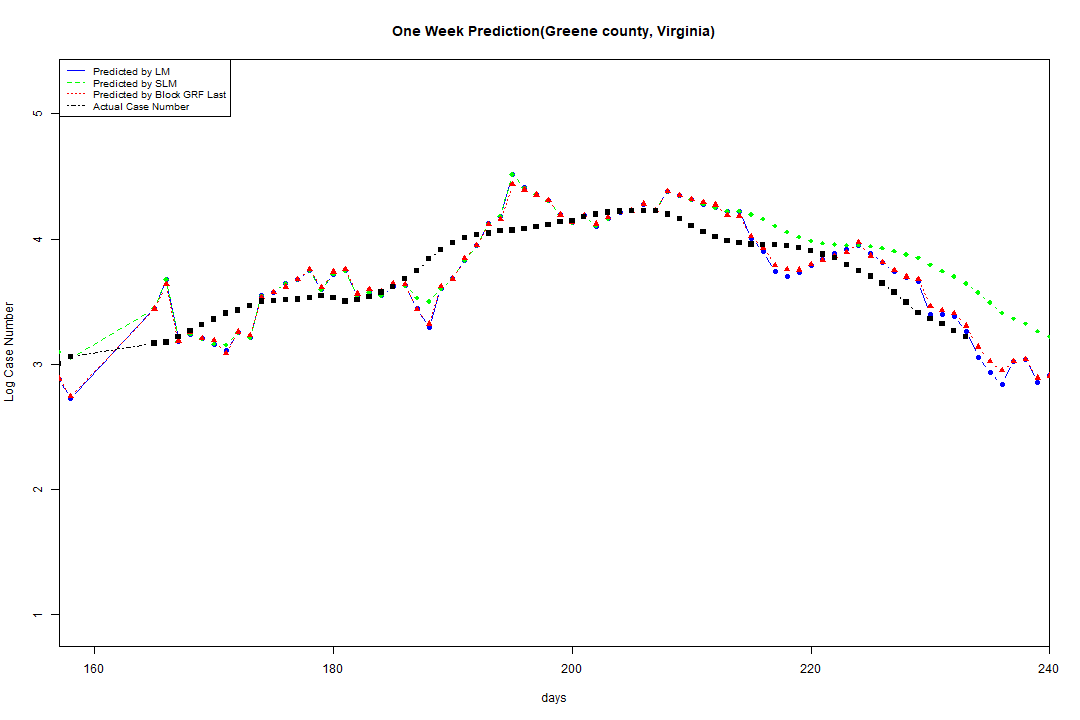 One Week Prediction(Greene county, Virginia)
Predicted by LM
Predicted by SLM
Predicted by Block GRF Last
Actual Case Number
5
4
3
2
1
Log Case Number
160 180 200 220 240
days